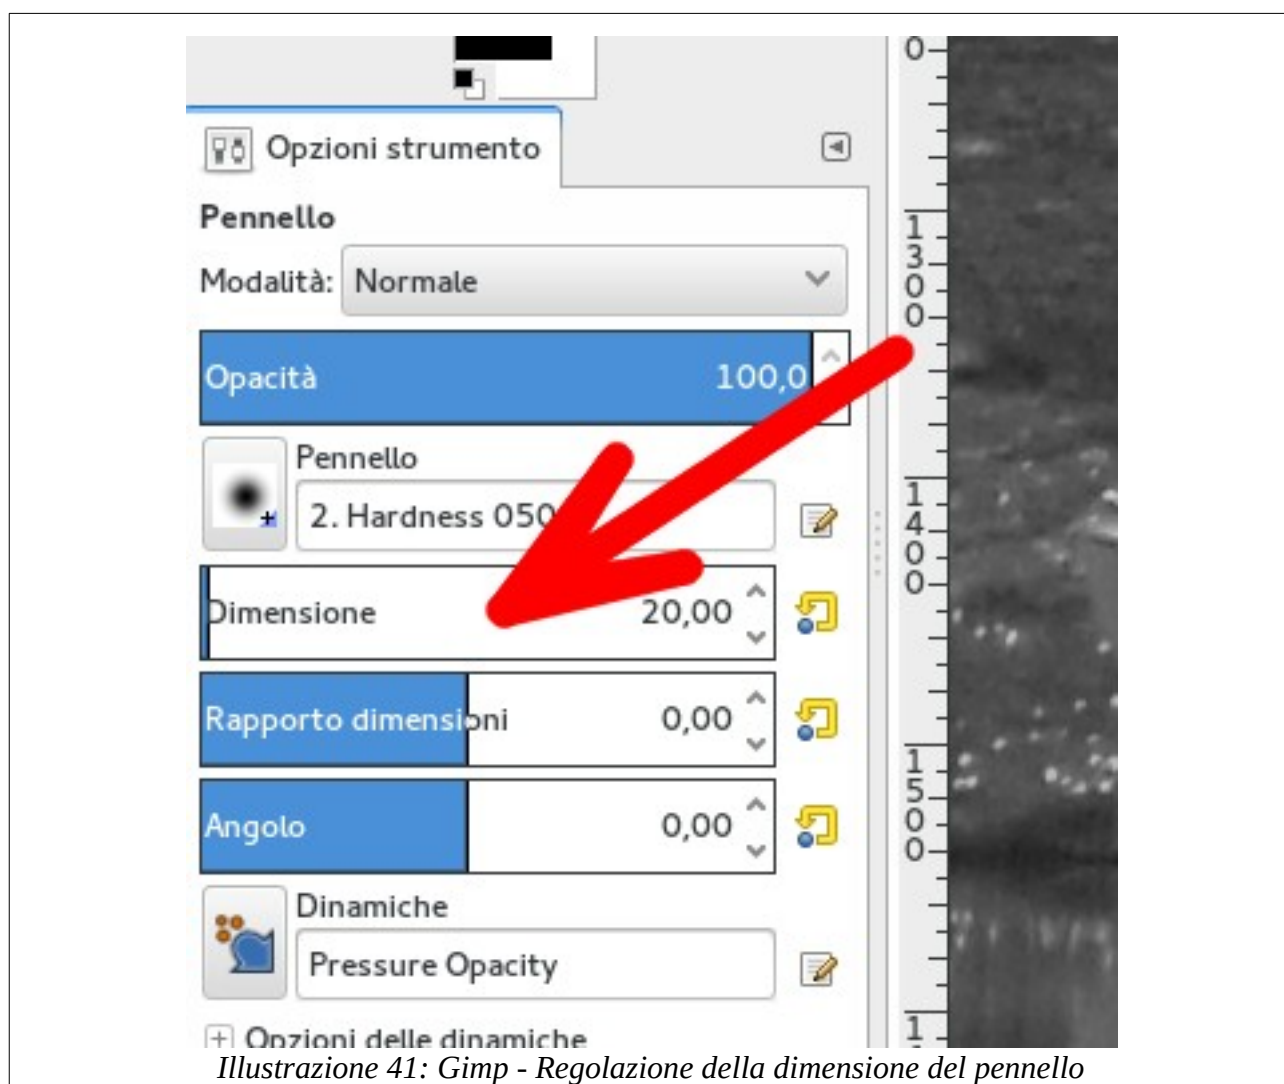 Opzioni strumento
Pennello
Modalità: Normale
Opacità 100,0
Pennello
2. Hardness 050
Dimensione 20,00
Rapporto dimensioni 0,00
Angolo 0,00
Dinamiche
Pressure Opacity
Opzioni delle dinamiche
0
1300
1400
1500
1
Illustrazione 41: Gimp - Regolazione della dimensione del pennello